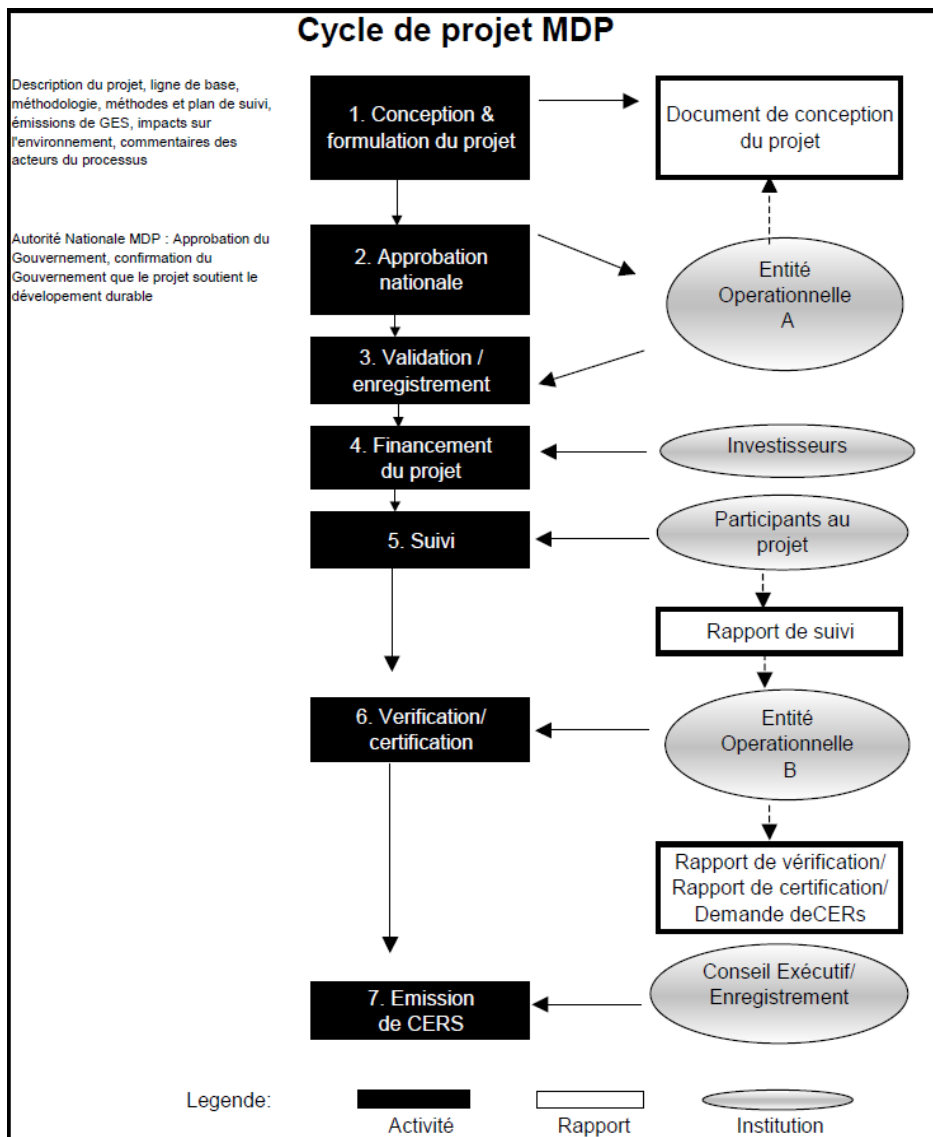 Cycle de projet MDP
Description du projet, ligne de base,
méthodologie, méthodes et plan de suivi,
émissions de GES, impacts sur
l'environnement, commentaires des
acteurs du processus
1. Conception &
formulation du projet
Document de conception
du projet
Autorité Nationale MDP : Approbation du
Gouvernement, confirmation du
Gouvernement que le projet soutient le
dévelopement durable
2. Approbation
nationale
Entité
Operationnelle
A
3. Validation /
enregistrement
4. Financement
du projet
Investisseurs
5. Suivi
Participants au
projet
Rapport de suivi
6. Verification/
certification
Entité
Operationnelle
B
Rapport de vérification/
Rapport de certification/
Demande deCERs
7. Emission
de CERS
Conseil Exécutif/
Enregistrement
Legende:
Activité
Rapport
Institution